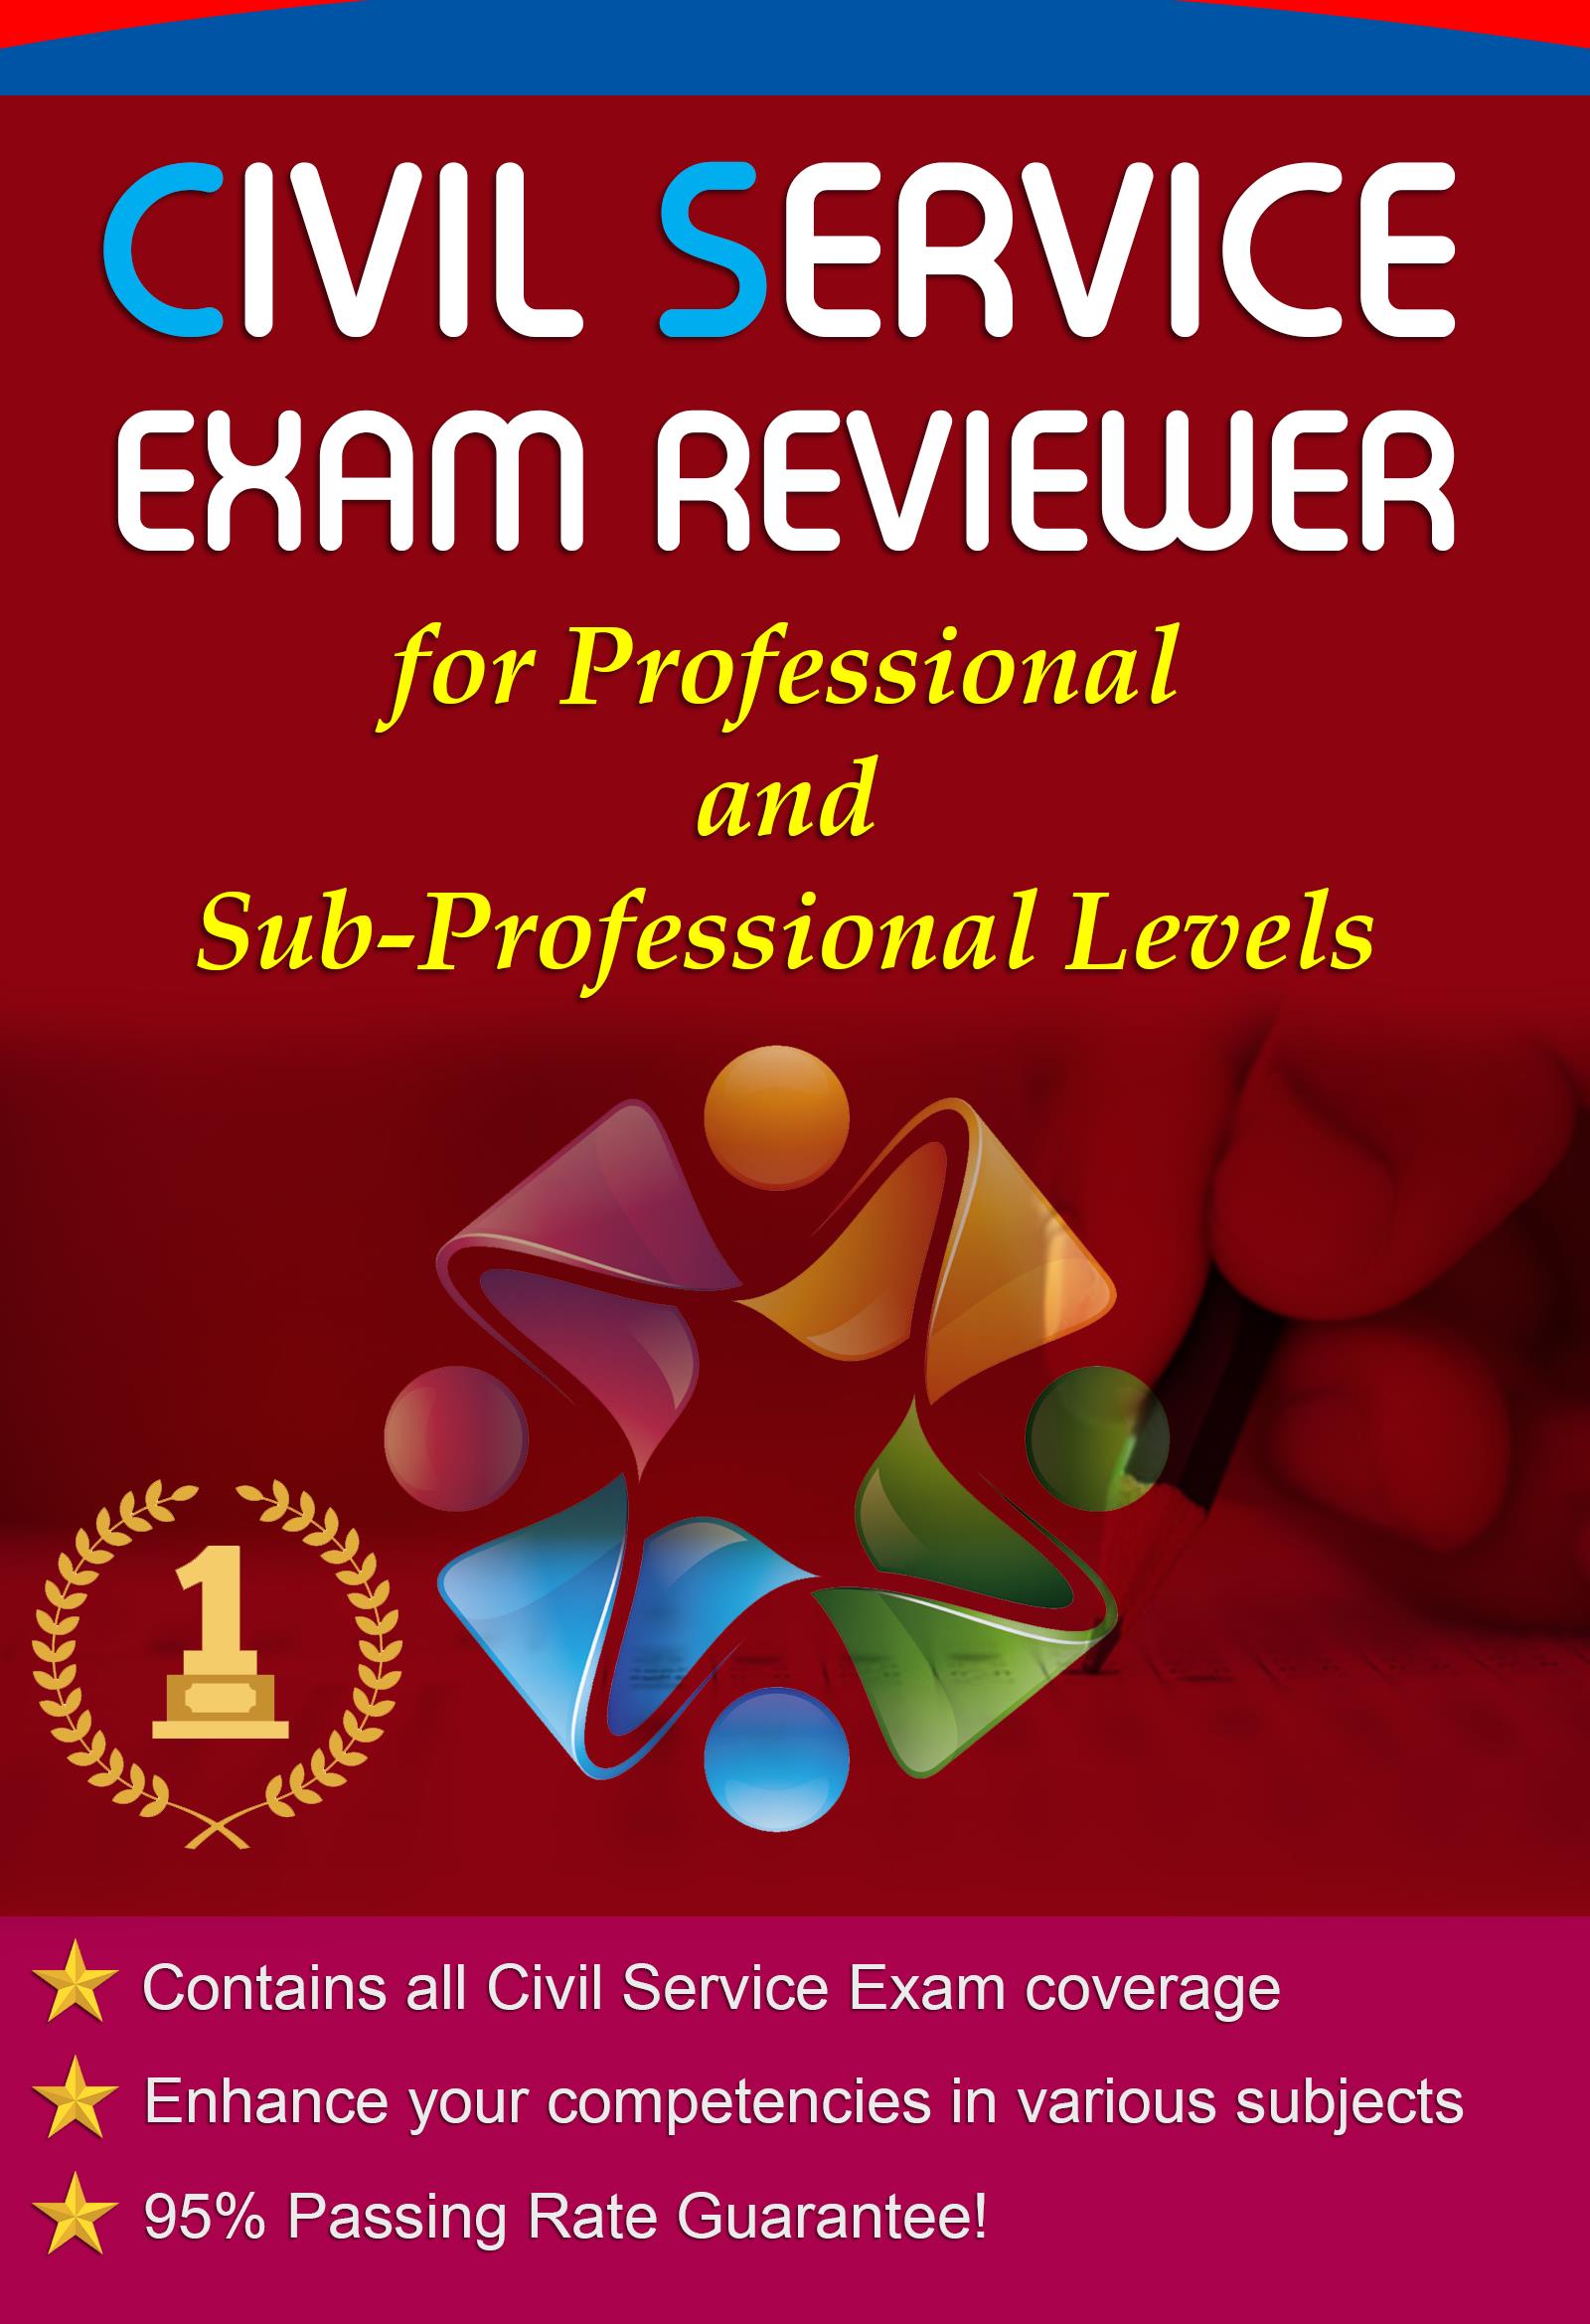 CIVIL SERVICE
EXAM REVIEWER
for Professional
and
Sub-Professional Levels
1
Contains all Civil Service Exam coverage
Enhance your competencies in various subjects
95% Passing Rate Guarantee!